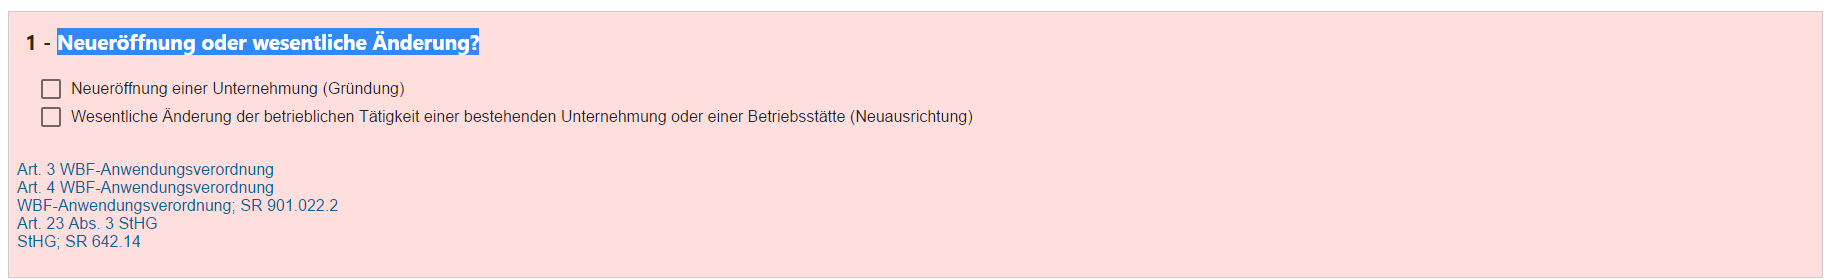 1 - Neueröffnung oder wesentliche Änderung?
Neueröffnung einer Unternehmung (Gründung)
Wesentliche Änderung der betrieblichen Tätigkeit einer bestehenden Unternehmung oder einer Betriebsstätte (Neuausrichtung)
Art. 3 WBF-Anwendungsverordnung
Art. 4 WBF-Anwendungsverordnung
WBF-Anwendungsverordnung; SR 901.022.2
Art. 23 Abs. 3 StHG
StHG; SR 642.14